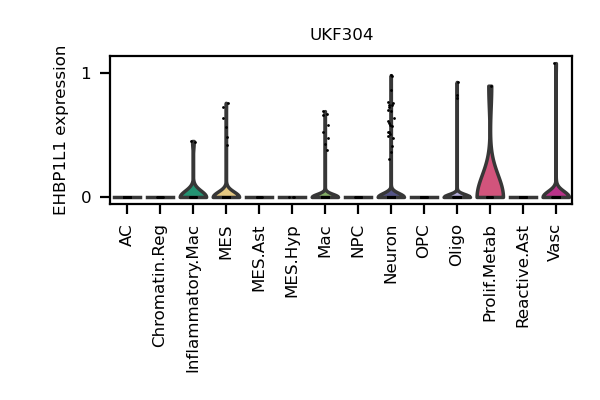 UKF304
EHBP1L1 expression
1
0
AC
Chromatin.Reg
Inflammatory.Mac
MES
MES.Ast
MES.Hyp
Mac
NPC
Neuron
OPC
Oligo
Prolif.Metab
Reactive.Ast
Vasc